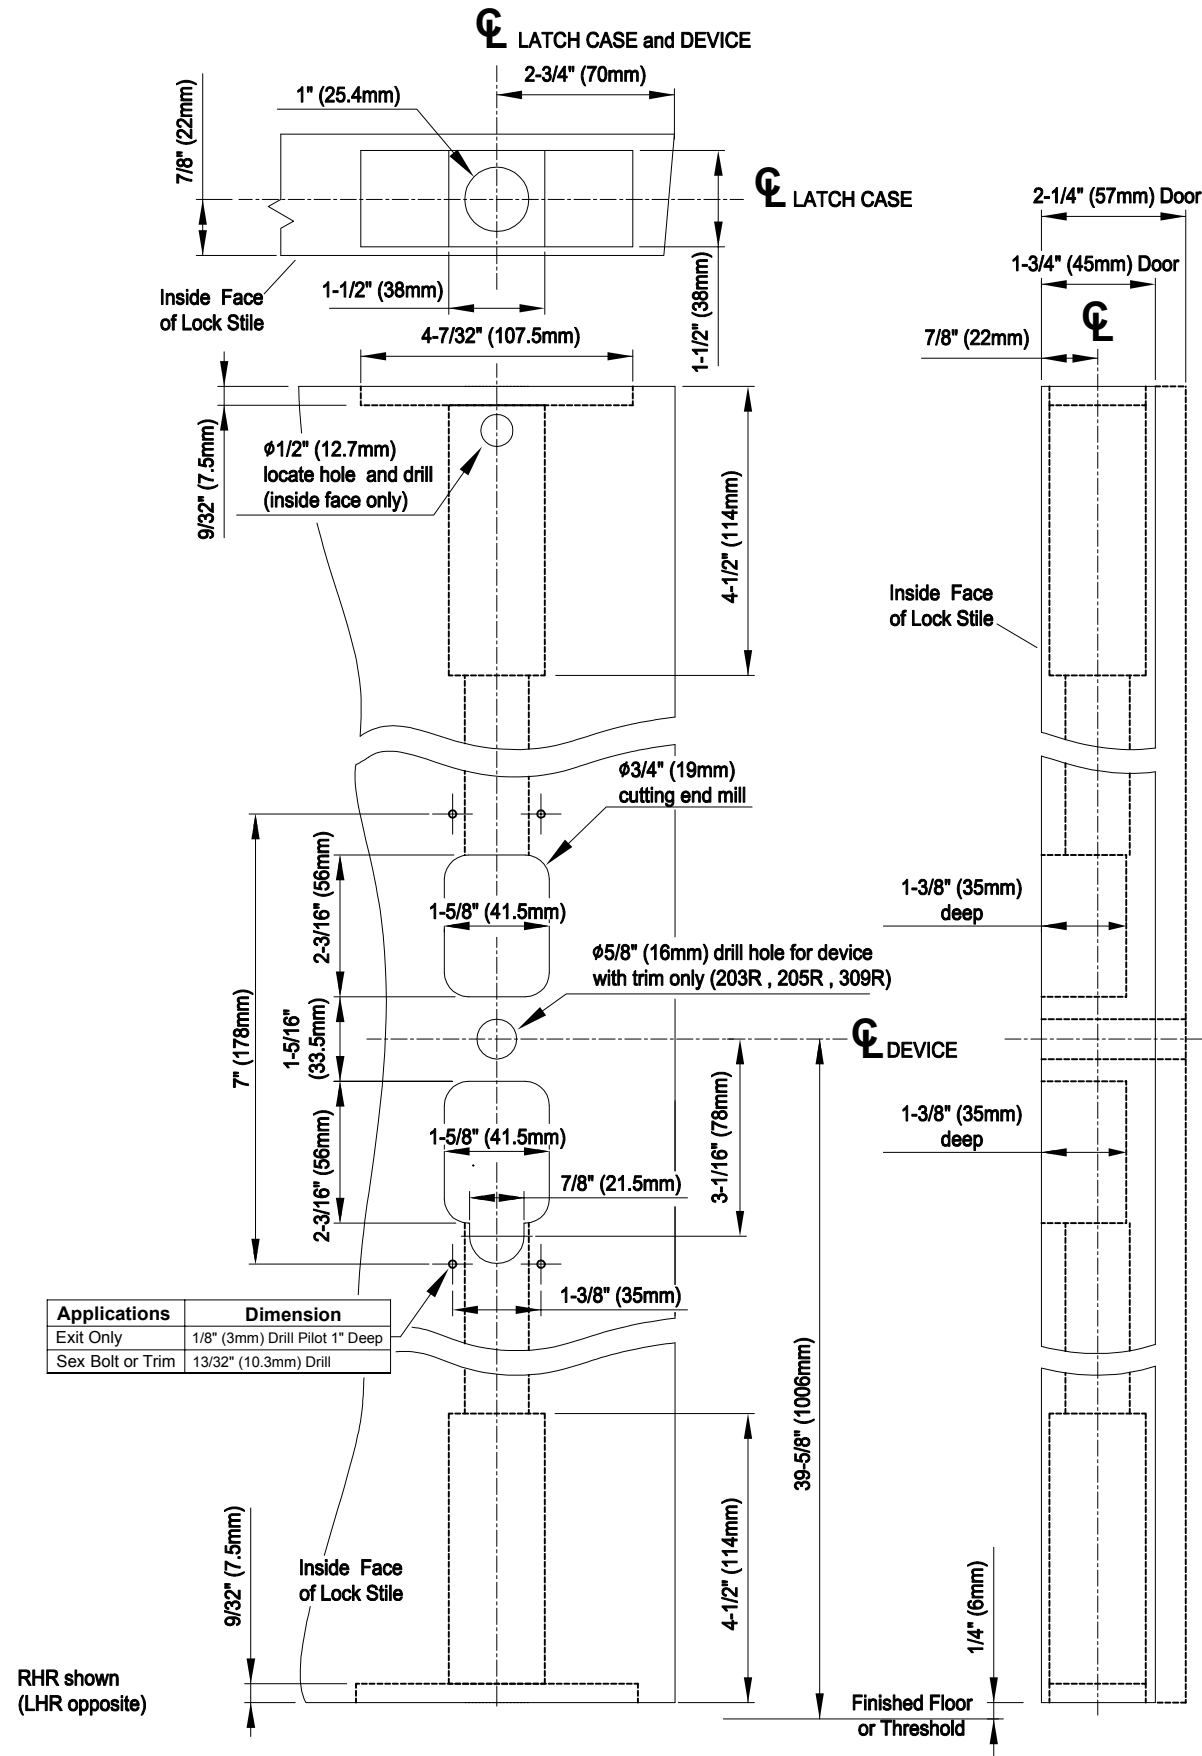 ℄ LATCH CASE and DEVICE
2-3/4" (70mm)
1" (25.4mm)
7/8" (22mm)
℄ LATCH CASE
2-1/4" (57mm) Door
1-3/4" (45mm) Door
℄
7/8" (22mm)
Inside Face
of Lock Stile
1-1/2" (38mm)
1-1/2" (38mm)
4-7/32" (107.5mm)
9/32" (7.5mm)
ϕ1/2" (12.7mm)
locate hole and drill
(inside face only)
4-1/2" (114mm)
Inside Face
of Lock Stile
ϕ3/4" (19mm)
cutting end mill
2-3/16" (56mm)
1-5/8" (41.5mm)
1-3/8" (35mm)
deep
ϕ5/8" (16mm) drill hole for device
with trim only (203R , 205R , 309R)
7" (178mm)
1-5/16"
(33.5mm)
℄ DEVICE
2-3/16" (56mm)
1-5/8" (41.5mm)
3-1/16" (78mm)
1-3/8" (35mm)
deep
7/8" (21.5mm)
1-3/8" (35mm)
Applications Dimension
Exit Only 1/8" (3mm) Drill Pilot 1" Deep
Sex Bolt or Trim 13/32" (10.3mm) Drill
39-5/8" (1006mm)
9/32" (7.5mm)
Inside Face
of Lock Stile
4-1/2" (114mm)
1/4" (6mm)
RHR shown
(LHR opposite)
Finished Floor
or Threshold